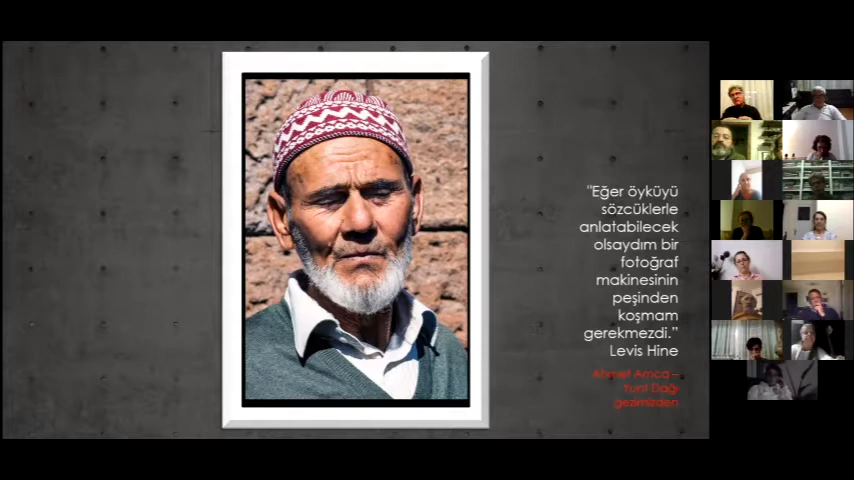 "Eğer öyküyü
sözcüklerle
anlatabilecek
olsaydım bir
fotoğraf
makinesinin
peşinden
koşmam
gerekmezdi."
Levis Hine
Ahmet Amca –
Yunt Dağı
gezimizden